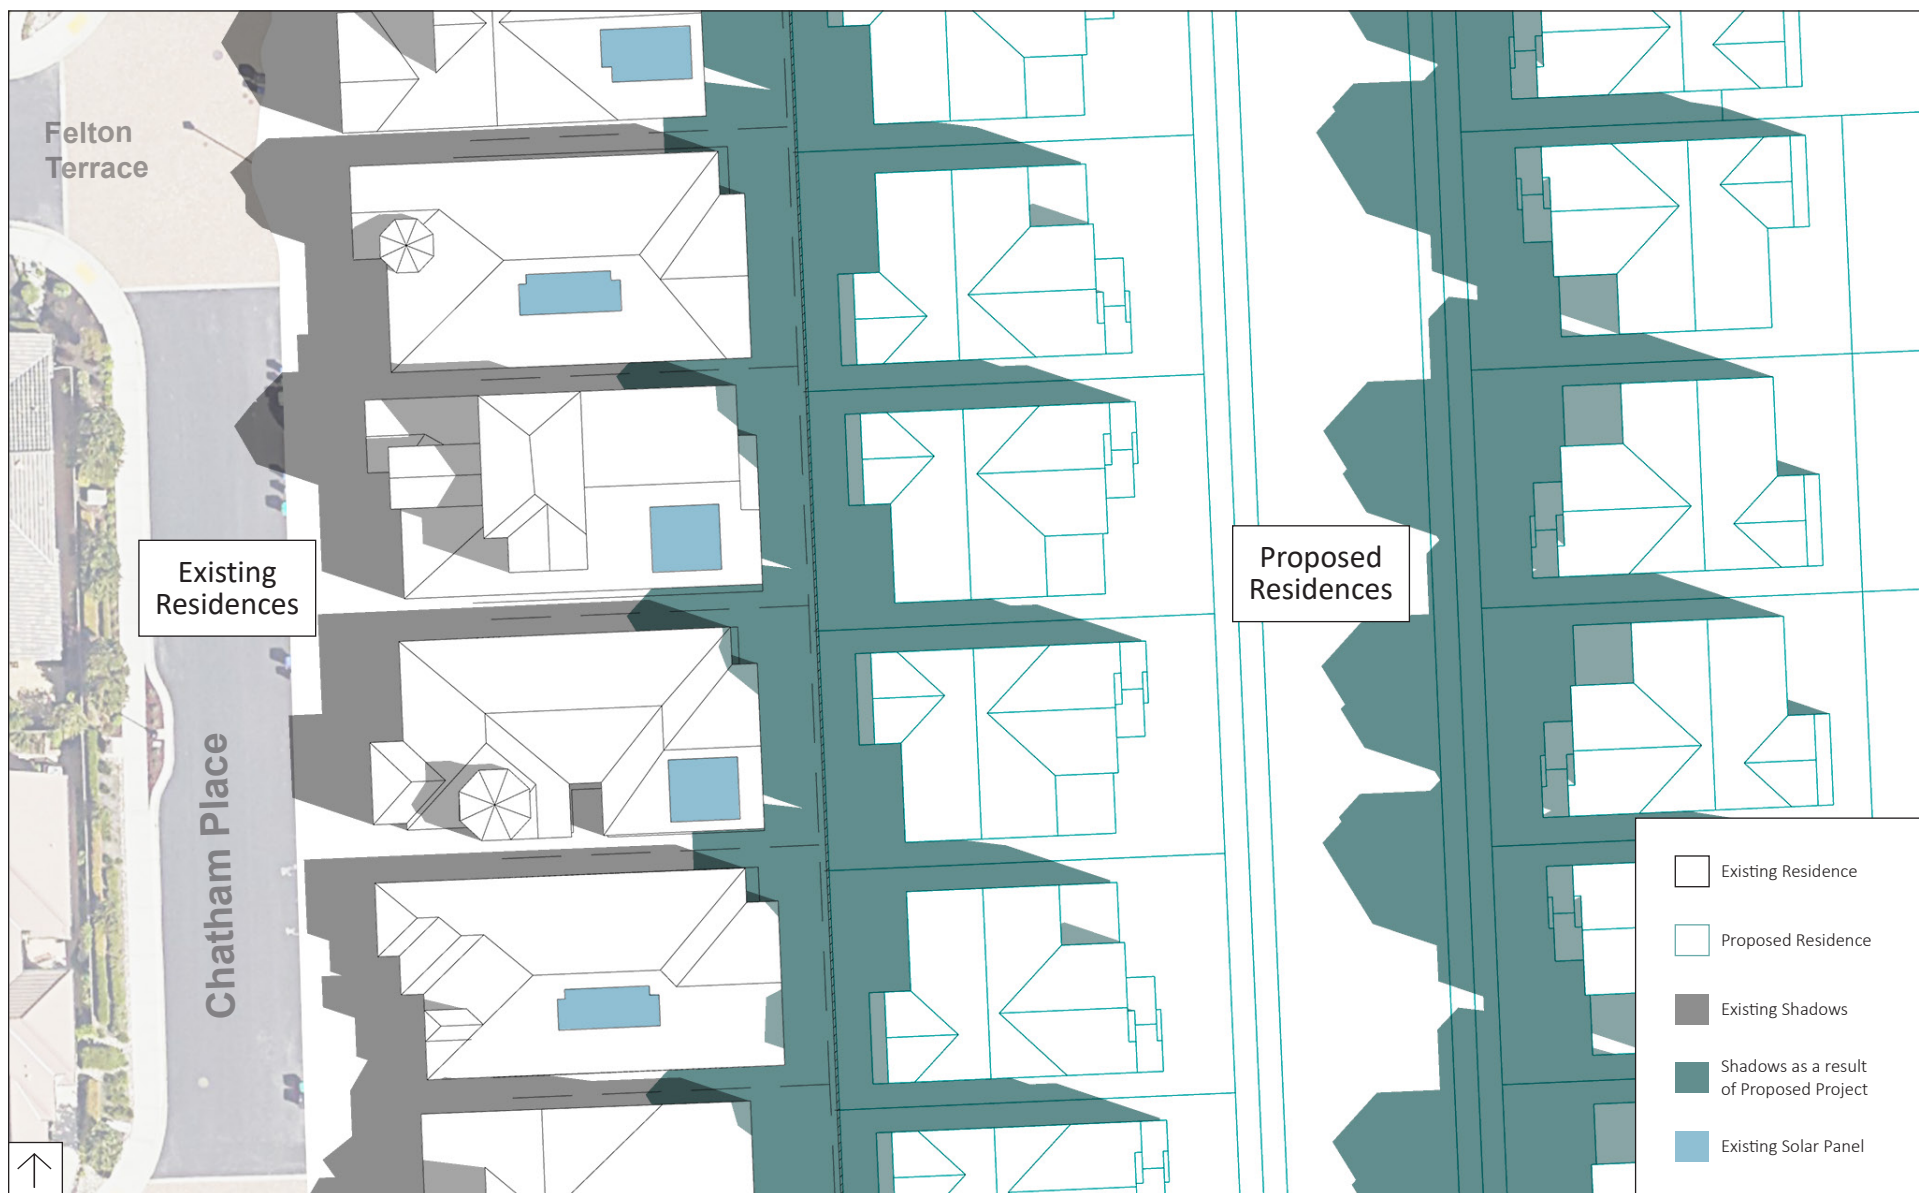 Felton
Terrace
Existing
Residences
Proposed
Residences
Chatham Place
Existing Residence
Proposed Residence
Existing Shadows
Shadows as a result
of Proposed Project
Existing Solar Panel